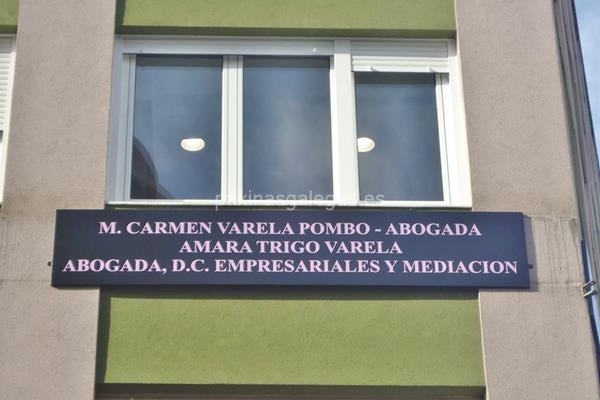 paxinasgalegas.es
M. CARMEN VARELA POMBO - ABOGADA
AMARA TRIGO VARELA
ABOGADA, D.C. EMPRESARIALES Y MEDIACION